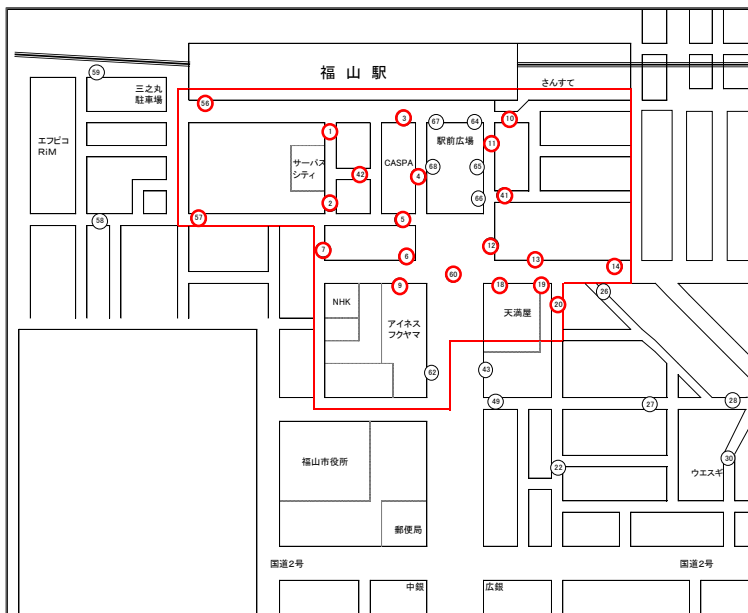 福山駅
59
三之丸
駐車場
さんすて
56
エフピコ
RiM
1
3
67
64
10
駅前広場
11
サーパス
シティ
CASPA
42
4
68
65
2
66
41
57
58
5
7
6
12
13
14
60
9
18
19
20
26
NHK
天満屋
アイネス
フクヤマ
62
43
49
27
28
福山市役所
22
30
ウエスギ
郵便局
国道2号
国道2号
中銀
広銀